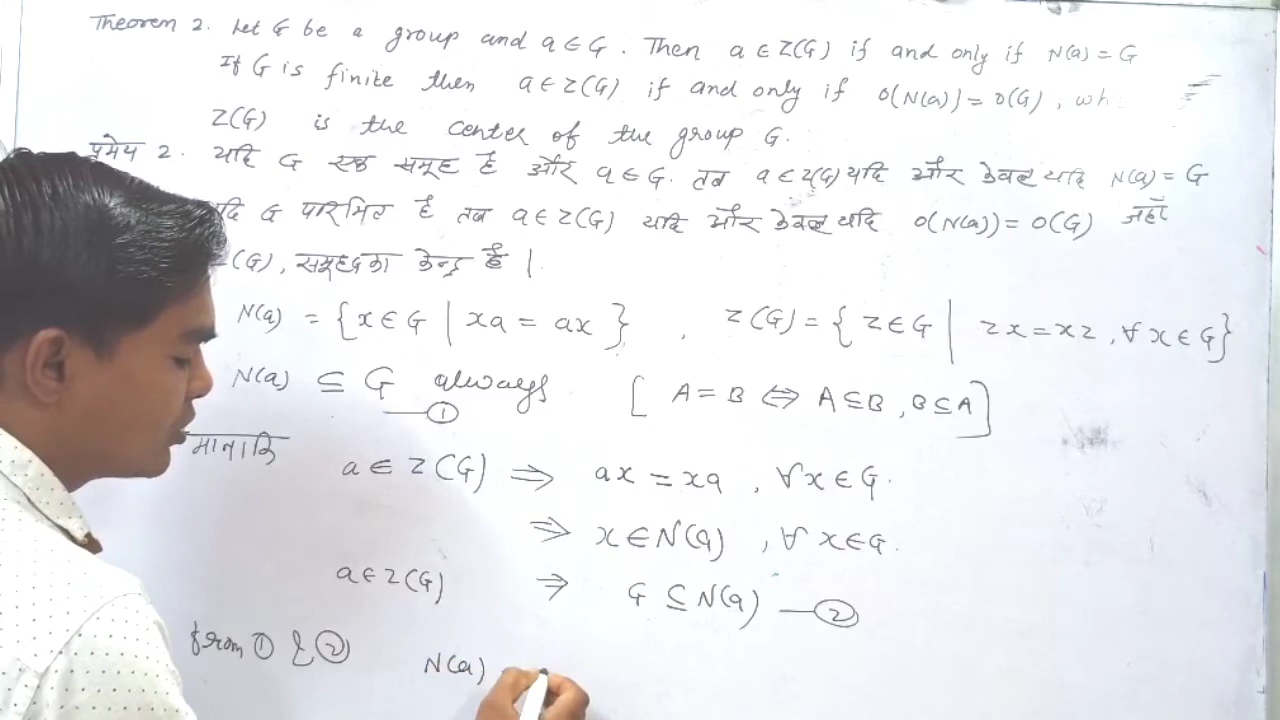 Theorem 2. Let G be a group and a ∈ G. Then a ∈ Z(G) if and only if N(a) = G
If G is finite then a ∈ Z(G) if and only if O(N(a)) = O(G), wh
Z(G) is the center of the group G.
प्रमेय 2. यदि G एक समूह है और a ∈ G. तब a ∈ Z(G) यदि और केवल यदि N(a) = G
दि G परिमित है तब a ∈ Z(G) यदि और केवल यदि O(N(a)) = O(G) जहाँ
(G), समूह का केन्द्र है |
N(a) = {x ∈ G | xa = ax} , Z(G) = {z ∈ G | zx = xz, ∀ x ∈ G}
N(a) ⊆ G always [A = B ⇔ A ⊆ B, B ⊆ A]
— ①
मानाकि a ∈ Z(G) ⇒ ax = xa, ∀ x ∈ G.
⇒ x ∈ N(a), ∀ x ∈ G.
a ∈ Z(G) ⇒ G ⊆ N(a) — ②
from ① & ② N(a)